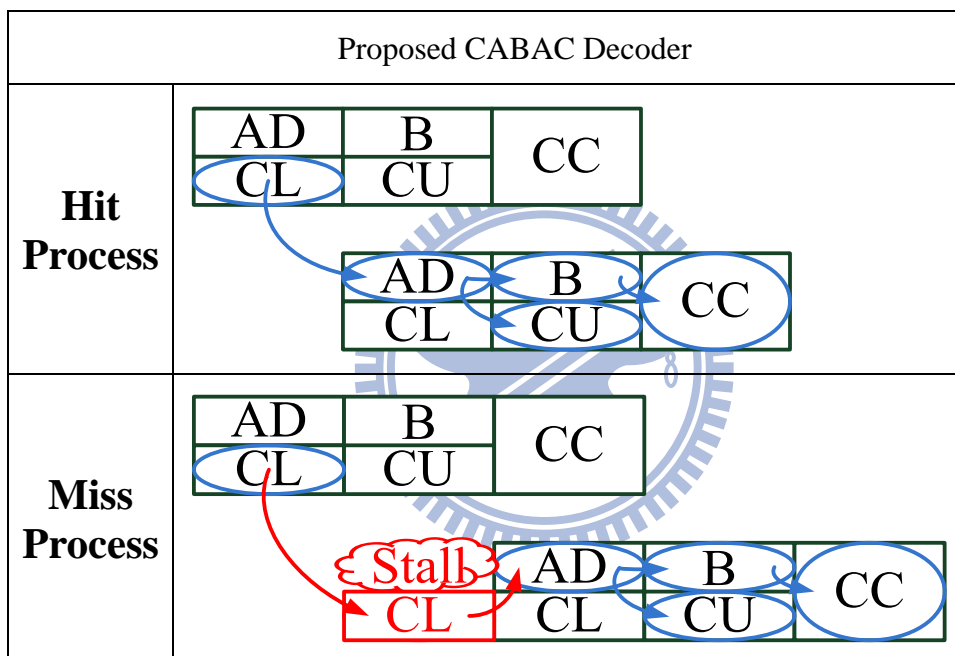 Proposed CABAC Decoder
Hit
Process
AD B CC
CL CU
AD B CC
CL CU
Miss
Process
AD B CC
CL CU
Stall AD B CC
CL CL CU